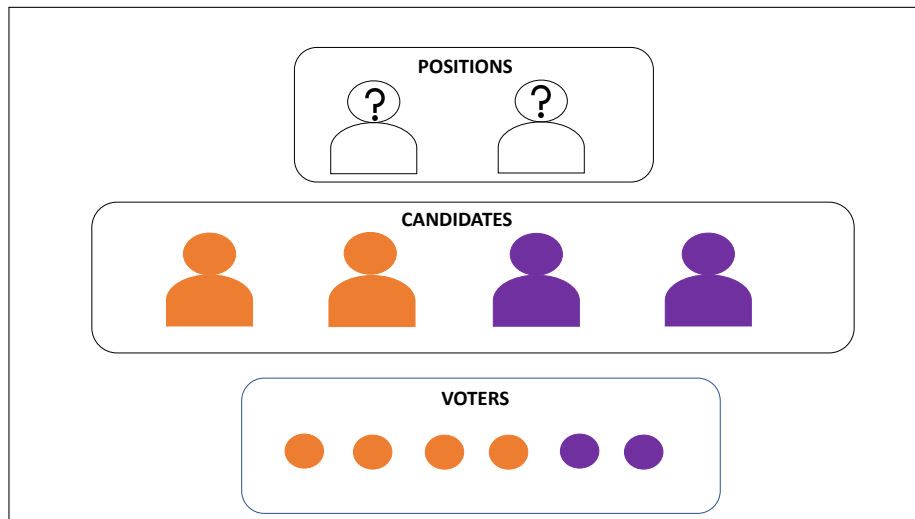 POSITIONS
? ?
CANDIDATES
VOTERS